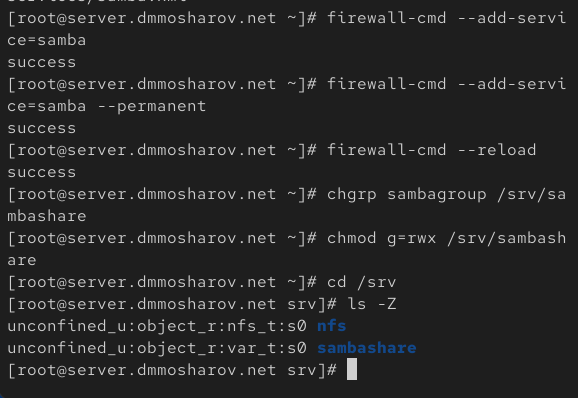 [root@server.dmmosharov.net ~]# firewall-cmd --add-servi
ce=samba
success
[root@server.dmmosharov.net ~]# firewall-cmd --add-servi
ce=samba --permanent
success
[root@server.dmmosharov.net ~]# firewall-cmd --reload
success
[root@server.dmmosharov.net ~]# chgrp sambagroup /srv/sa
mbashare
[root@server.dmmosharov.net ~]# chmod g=rwx /srv/sambash
are
[root@server.dmmosharov.net ~]# cd /srv
[root@server.dmmosharov.net srv]# ls -Z
unconfined_u:object_r:nfs_t:s0 nfs
unconfined_u:object_r:var_t:s0 sambashare
[root@server.dmmosharov.net srv]#